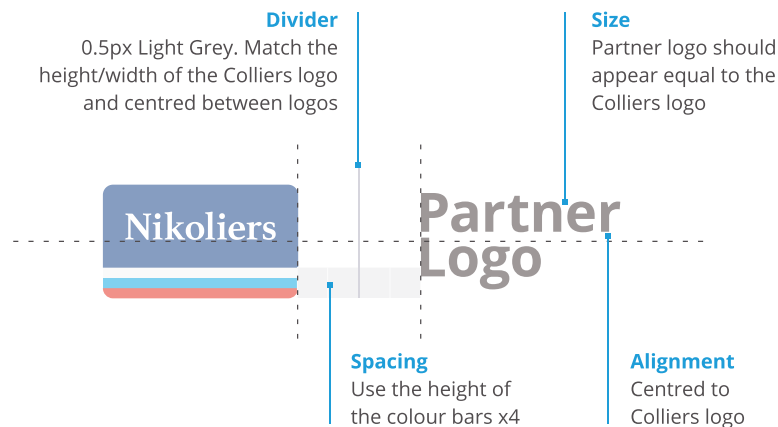 Divider
0.5px Light Grey. Match the
height/width of the Colliers logo
and centred between logos
Size
Partner logo should
appear equal to the
Colliers logo
Nikoliers
Partner
Logo
Spacing
Use the height of
the colour bars x4
Alignment
Centred to
Colliers logo